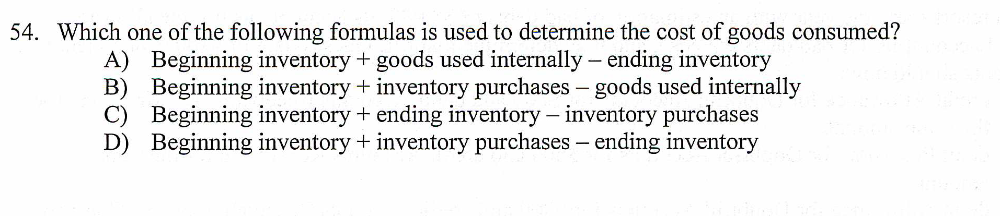 54. Which one of the following formulas is used to determine the cost of goods consumed?
A) Beginning inventory + goods used internally – ending inventory
B) Beginning inventory + inventory purchases – goods used internally
C) Beginning inventory + ending inventory – inventory purchases
D) Beginning inventory + inventory purchases – ending inventory